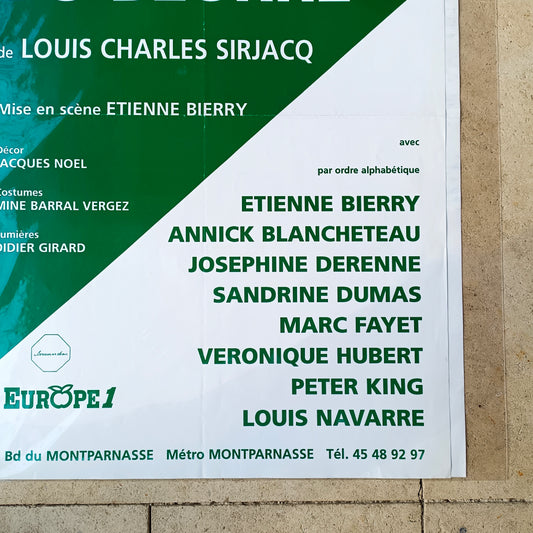 de LOUIS CHARLES SIRJACQ
Mise en scène ETIENNE BIERRY
Décor
JACQUES NOEL
Costumes
MINE BARRAL VERGEZ
Lumières
DIDIER GIRARD
avec
par ordre alphabétique
ETIENNE BIERRY
ANNICK BLANCHETEAU
JOSEPHINE DERENNE
SANDRINE DUMAS
MARC FAYET
VERONIQUE HUBERT
PETER KING
LOUIS NAVARRE
EUROPE 1
Bd du MONTPARNASSE Métro MONTPARNASSE Tél. 45 48 92 97